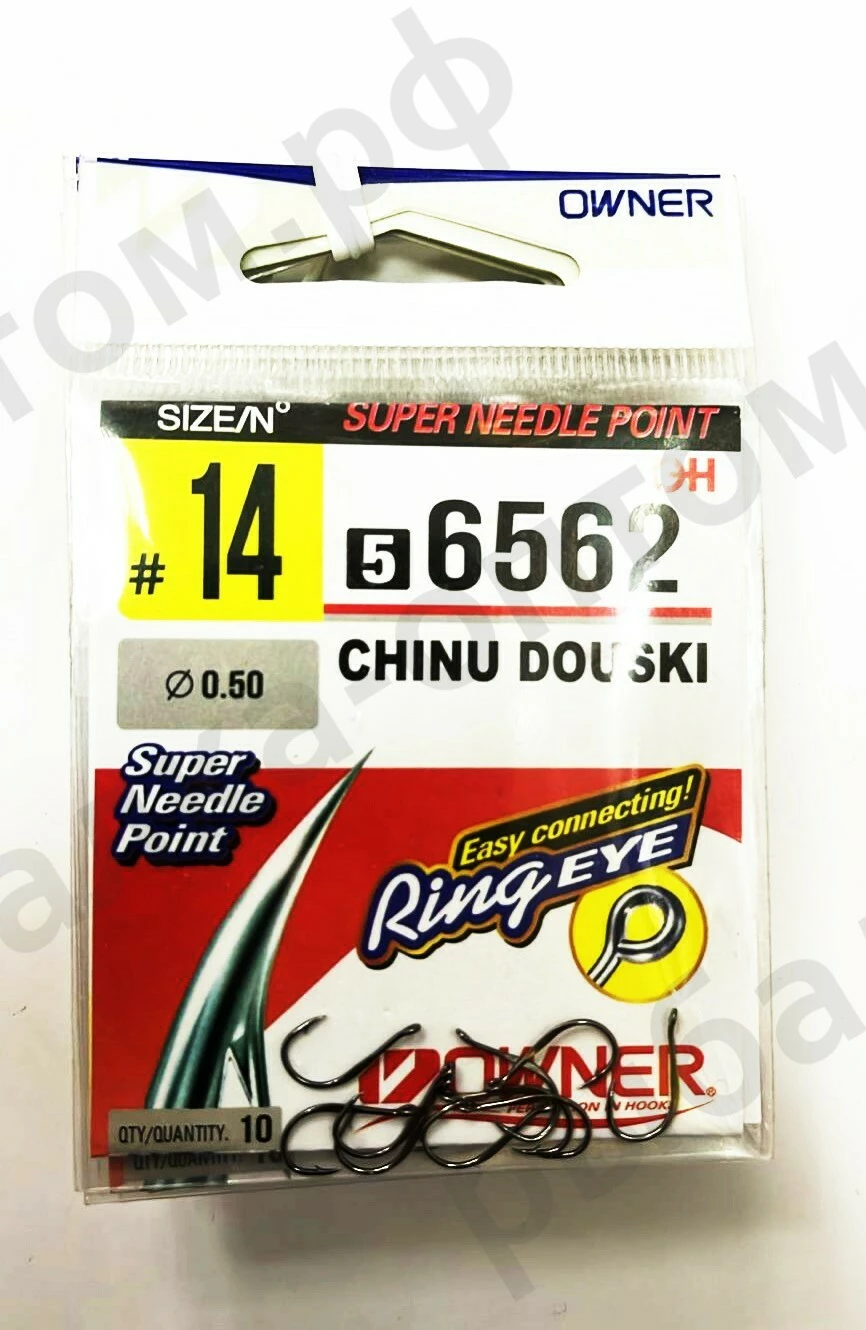 OWNER
SIZE/Nº SUPER NEEDLE POINT
# 14
5 6562
CHINU DOUSKI
Ø 0.50
Super
Needle
Point
Easy connecting!
Ring EYE
OWNER®
QTY/QUANTITY. 10